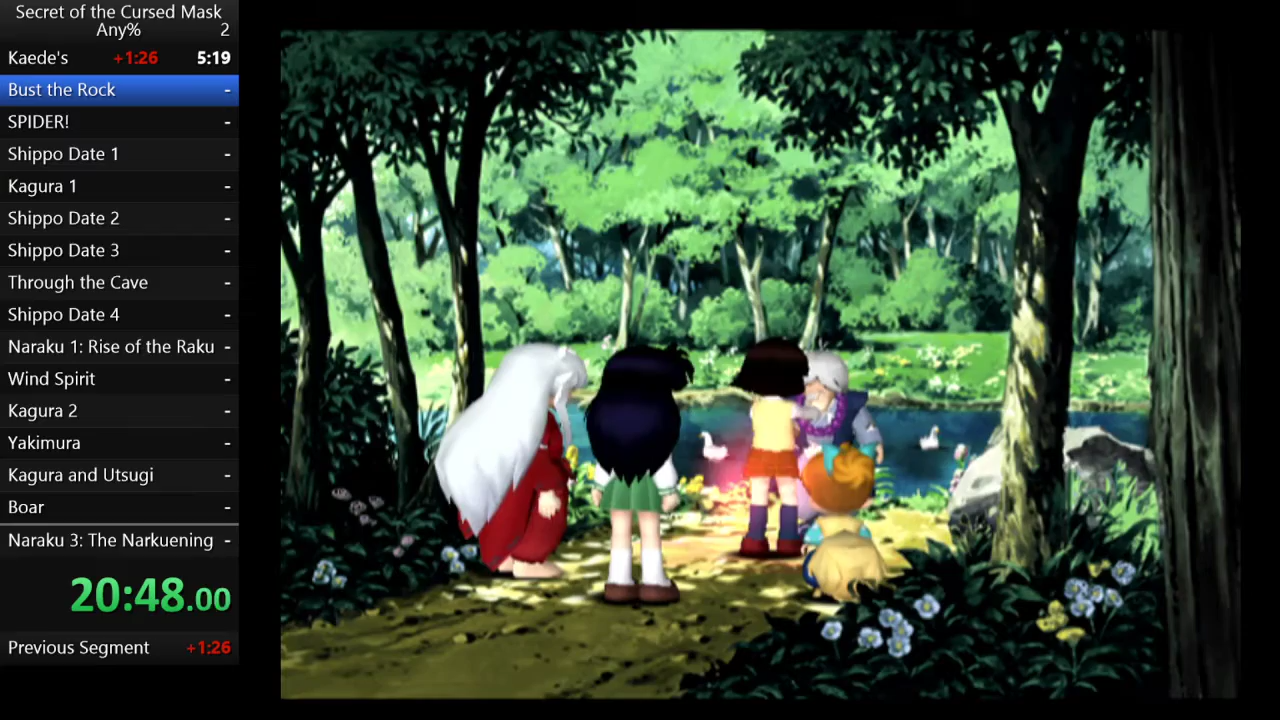 Secret of the Cursed Mask
Any% 2
Kaede's +1:26 5:19
Bust the Rock -
SPIDER! -
Shippo Date 1 -
Kagura 1 -
Shippo Date 2 -
Shippo Date 3 -
Through the Cave -
Shippo Date 4 -
Naraku 1: Rise of the Raku -
Wind Spirit -
Kagura 2 -
Yakimura -
Kagura and Utsugi -
Boar -
Naraku 3: The Narkuening -
20:48.00
Previous Segment +1:26